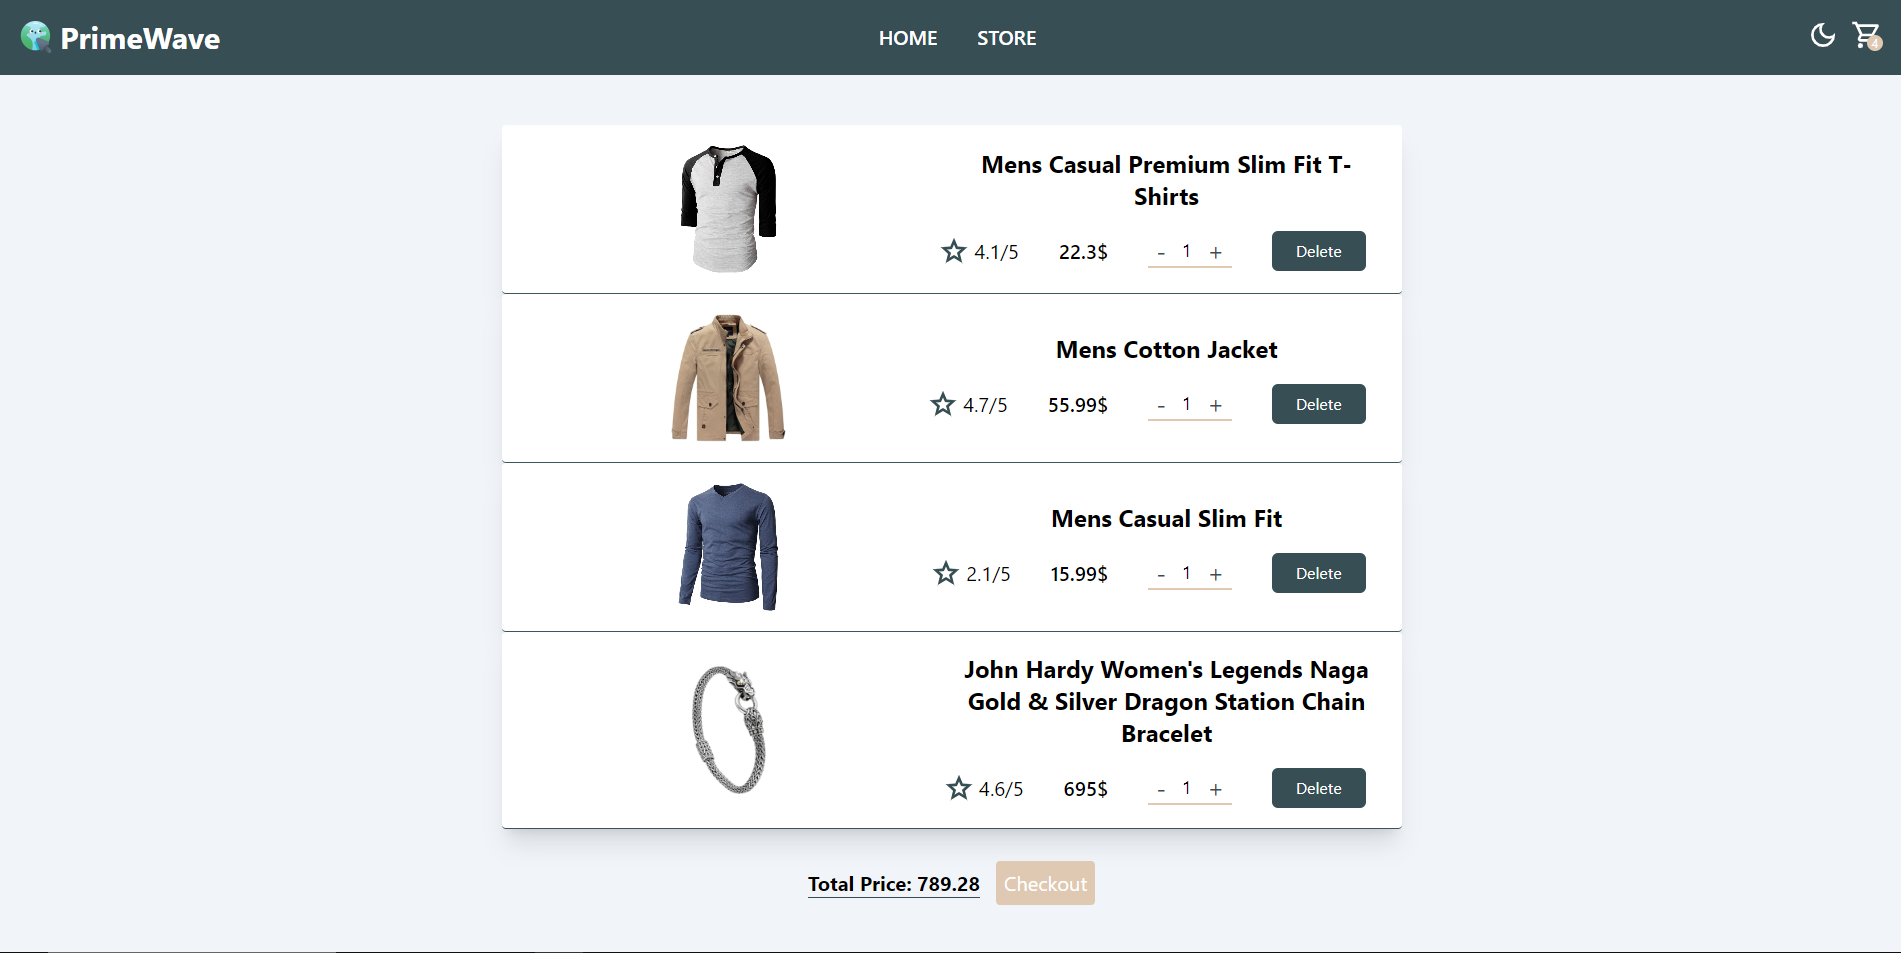 PrimeWave
HOME STORE
4
Mens Casual Premium Slim Fit T-
Shirts
4.1/5 22.3$ - 1 + Delete
Mens Cotton Jacket
4.7/5 55.99$ - 1 + Delete
Mens Casual Slim Fit
2.1/5 15.99$ - 1 + Delete
John Hardy Women's Legends Naga
Gold & Silver Dragon Station Chain
Bracelet
4.6/5 695$ - 1 + Delete
Total Price: 789.28 Checkout